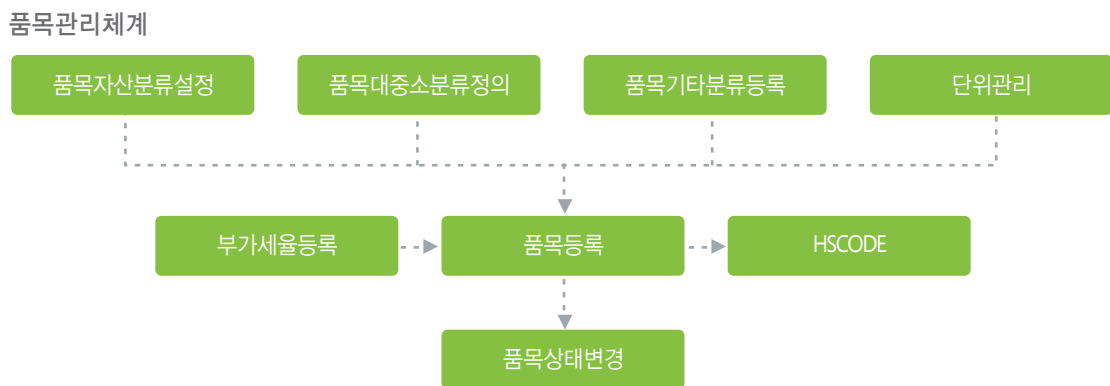 품목관리체계
품목자산분류설정
품목대중소분류정의
품목기타분류등록
단위관리
부가세율등록
품목등록
HSCODE
품목상태변경